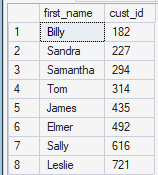 first_name cust_id
1 Billy 182
2 Sandra 227
3 Samantha 294
4 Tom 314
5 James 435
6 Elmer 492
7 Sally 616
8 Leslie 721